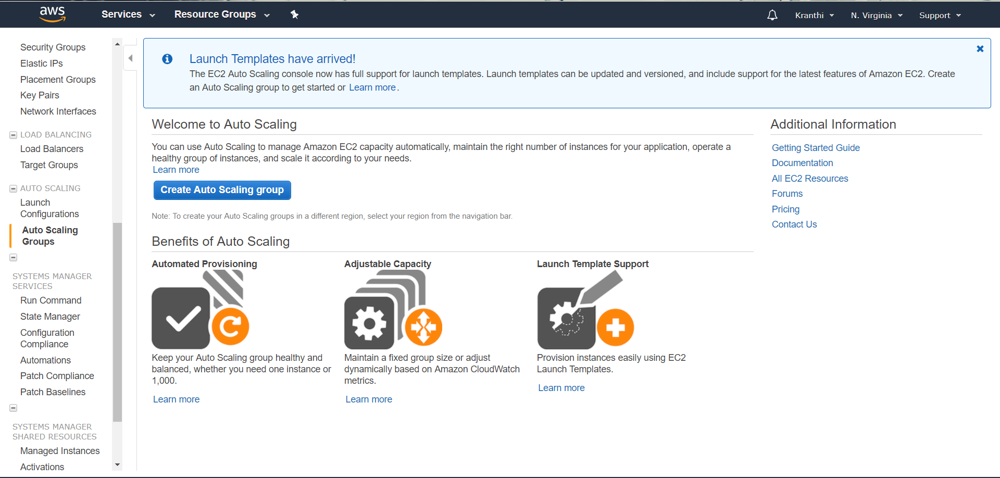 aws
Services
Resource Groups
Kranthi
N. Virginia
Support
Security Groups
Elastic IPs
Placement Groups
Key Pairs
Network Interfaces
LOAD BALANCING
Load Balancers
Target Groups
AUTO SCALING
Launch
Configurations
Auto Scaling
Groups
SYSTEMS MANAGER
SERVICES
Run Command
State Manager
Configuration
Compliance
Automations
Patch Compliance
Patch Baselines
SYSTEMS MANAGER
SHARED RESOURCES
Managed Instances
Activations
Launch Templates have arrived!
The EC2 Auto Scaling console now has full support for launch templates. Launch templates can be updated and versioned, and include support for the latest features of Amazon EC2. Create
an Auto Scaling group to get started or Learn more.
Welcome to Auto Scaling
You can use Auto Scaling to manage Amazon EC2 capacity automatically, maintain the right number of instances for your application, operate a
healthy group of instances, and scale it according to your needs.
Learn more
Create Auto Scaling group
Note: To create your Auto Scaling groups in a different region, select your region from the navigation bar.
Benefits of Auto Scaling
Automated Provisioning
Keep your Auto Scaling group healthy and
balanced, whether you need one instance or
1,000.
Learn more
Adjustable Capacity
Maintain a fixed group size or adjust
dynamically based on Amazon CloudWatch
metrics.
Learn more
Launch Template Support
Provision instances easily using EC2
Launch Templates.
Learn more
Additional Information
Getting Started Guide
Documentation
All EC2 Resources
Forums
Pricing
Contact Us